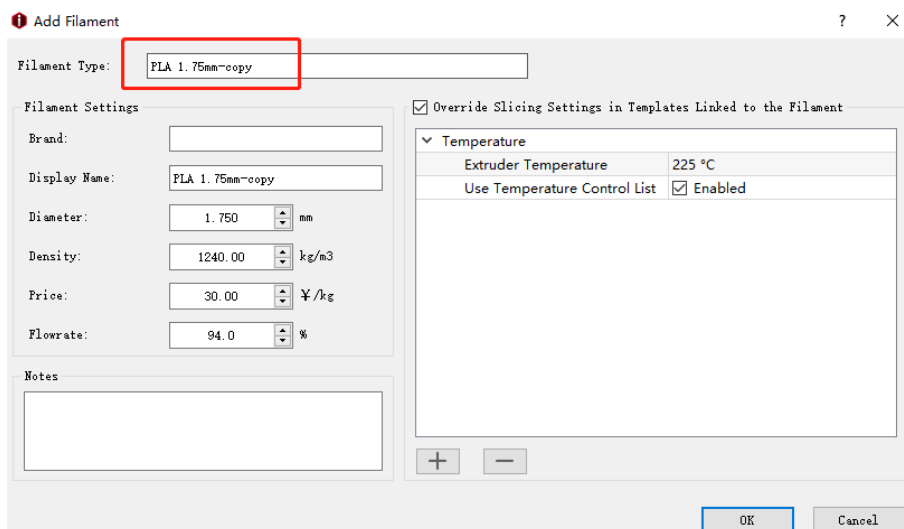 Add Filament ? ×
Filament Type: PLA 1.75mm-copy
Filament Settings
Brand:
Display Name: PLA 1.75mm-copy
Diameter: 1.750 mm
Density: 1240.00 kg/m3
Price: 30.00 ¥/kg
Flowrate: 94.0 %
Notes
Override Slicing Settings in Templates Linked to the Filament
Temperature
Extruder Temperature 225 °C
Use Temperature Control List Enabled
+ −
OK Cancel